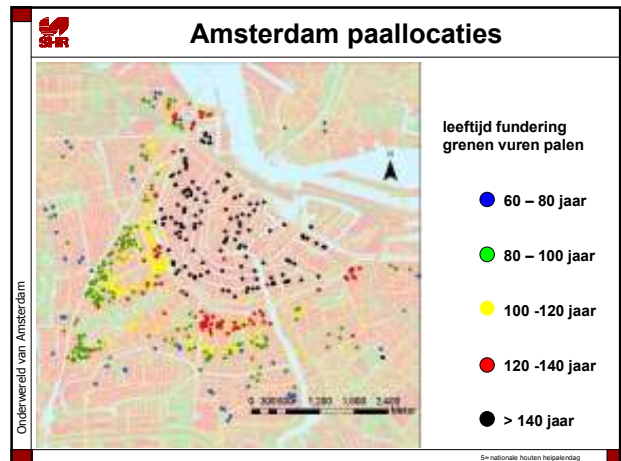 SHR
Amsterdam paallocaties
leeftijd fundering
grenen vuren palen
60 – 80 jaar
80 – 100 jaar
100 -120 jaar
120 -140 jaar
> 140 jaar
Onderwereld van Amsterdam
5e nationale houten heipalendag